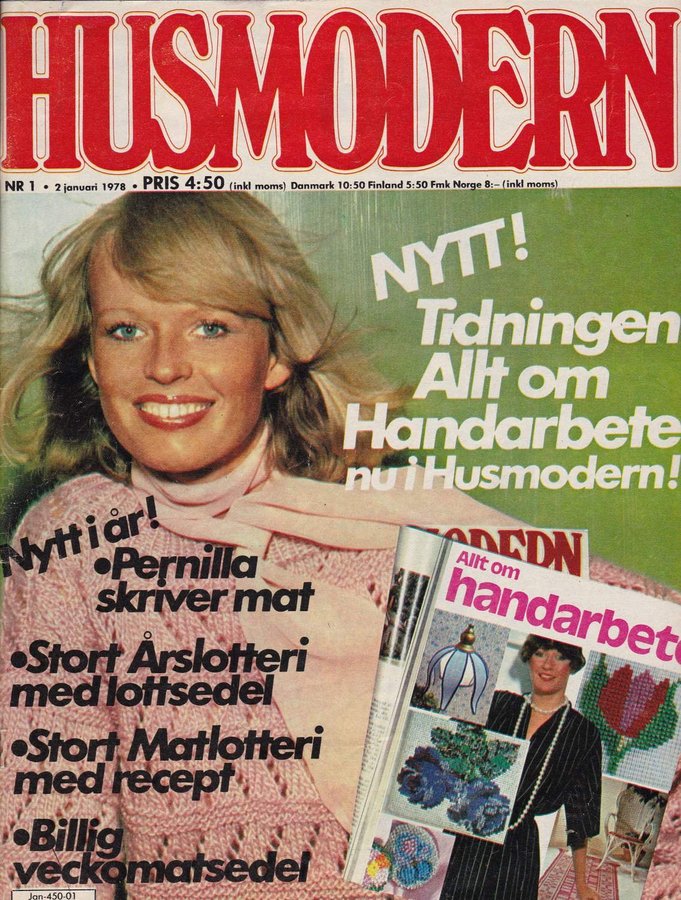 HUSMODERN
NR 1 • 2 januari 1978 • PRIS 4:50 (inkl moms) Danmark 10:50 Finland 5:50 Fmk Norge 8:– (inkl moms)
NYTT!
Tidningen
Allt om
Handarbete
nu i Husmodern!
Nytt i år!
•Pernilla
skriver mat
•Stort Årslotteri
med lottsedel
•Stort Matlotteri
med recept
•Billig
veckomatsedel
MODERN
Allt om
handarbete
Jan-450-01